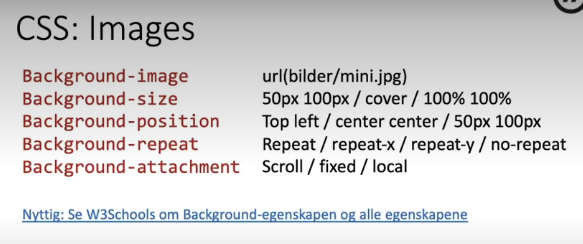 CSS: Images
Background-image url(bilder/mini.jpg)
Background-size 50px 100px / cover / 100% 100%
Background-position Top left / center center / 50px 100px
Background-repeat Repeat / repeat-x / repeat-y / no-repeat
Background-attachment Scroll / fixed / local
Nyttig: Se W3Schools om Background-egenskapen og alle egenskapene